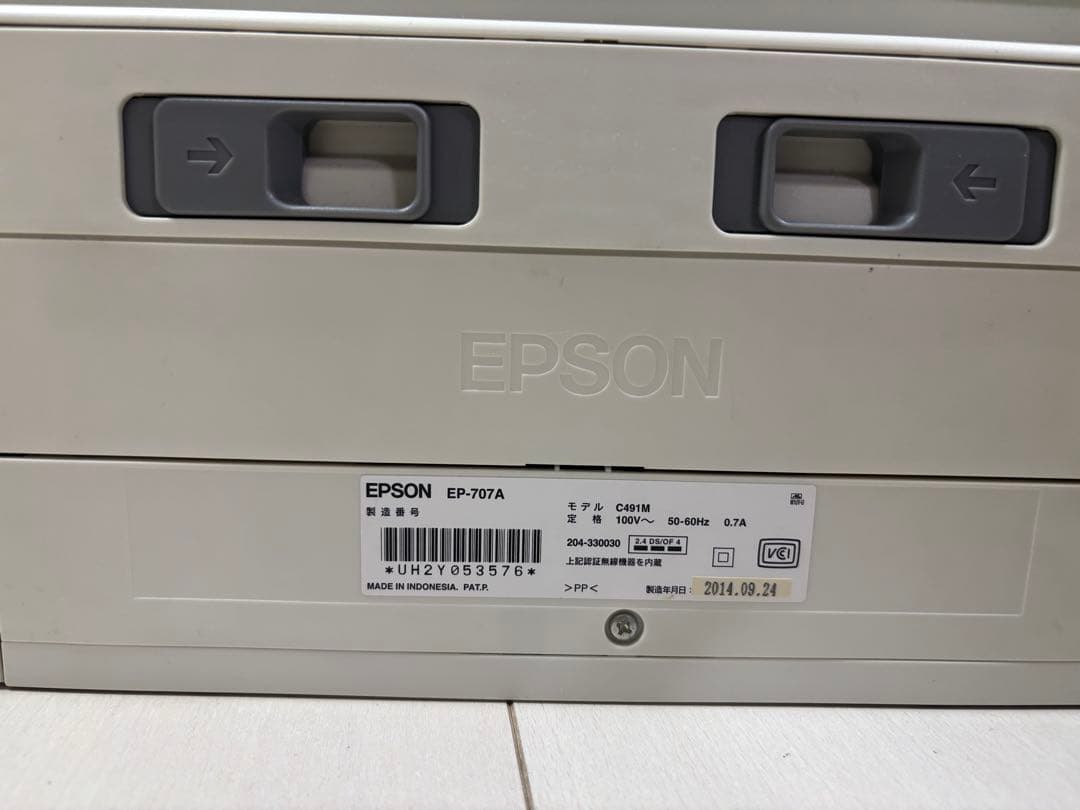 EPSON
EPSON EP-707A
製造番号
*UH2Y053576*
MADE IN INDONESIA. PAT.P.
モデル C491M
定格 100V～ 50-60Hz 0.7A
204-330030 2.4 DS/OF 4
上記認証無線機器を内蔵
>PP<
VCCI
製造年月日： 2014.09.24